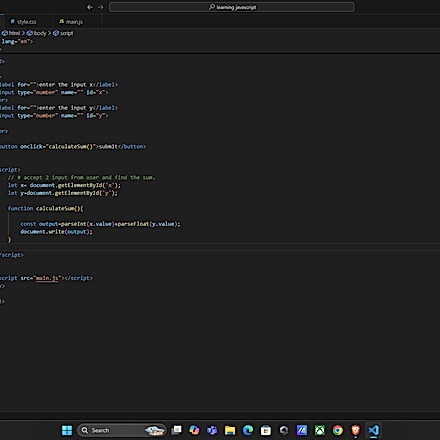 learning javascript
style.css
JS main.js
html > body > script
lang="en">
>
label for="">enter the input x</label>
input type="number" name="" id="x">
or>
label for="">enter the input y</label>
input type="number" name="" id="y">
or>
button onclick="calculateSum()">submit</button>
script>
// # accept 2 input from user and find the sum.
let x= document.getElementById('x');
let y=document.getElementById('y');
function calculateSum(){
const output=parseInt(x.value)+parseFloat(y.value);
document.write(output);
}
/script>
script src="main.js"></script>
Search